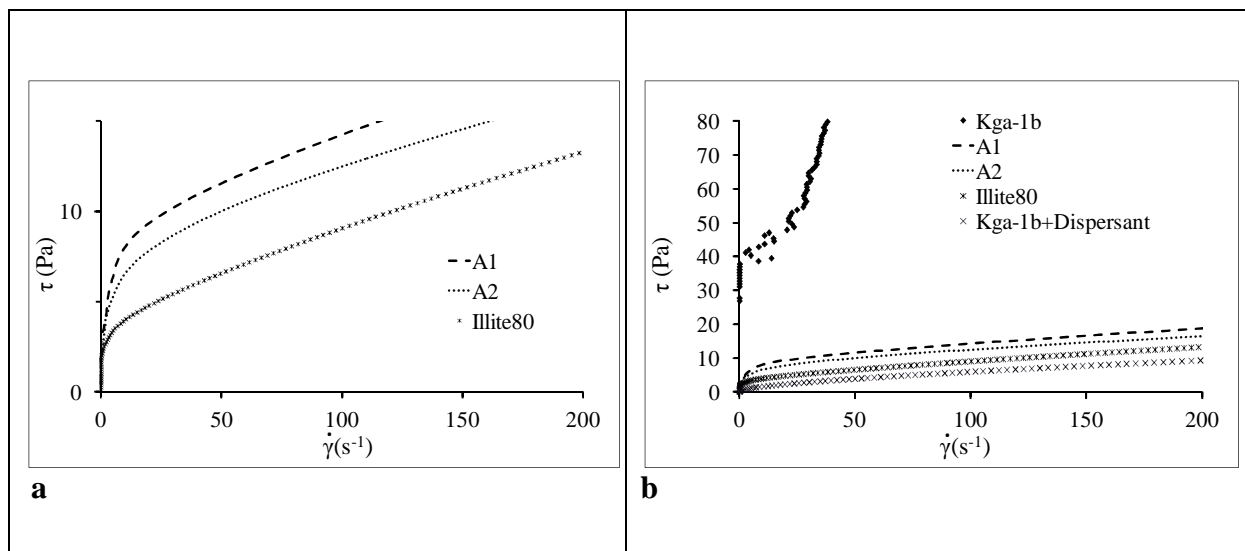 10
0
0
50
100
150
200
τ (Pa)
γ̇(s⁻¹)
A1
A2
Illite80
a
80
70
60
50
40
30
20
10
0
0
50
100
150
200
τ (Pa)
γ̇(s⁻¹)
Kga-1b
A1
A2
Illite80
Kga-1b+Dispersant
b